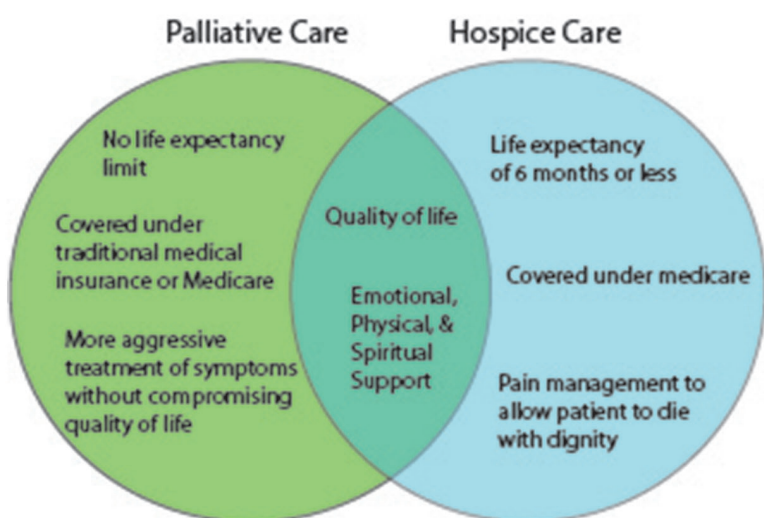 Palliative Care
Hospice Care
No life expectancy
limit
Covered under
traditional medical
insurance or Medicare
More aggressive
treatment of symptoms
without compromising
quality of life
Quality of life
Emotional,
Physical, &
Spiritual
Support
Life expectancy
of 6 months or less
Covered under medicare
Pain management to
allow patient to die
with dignity